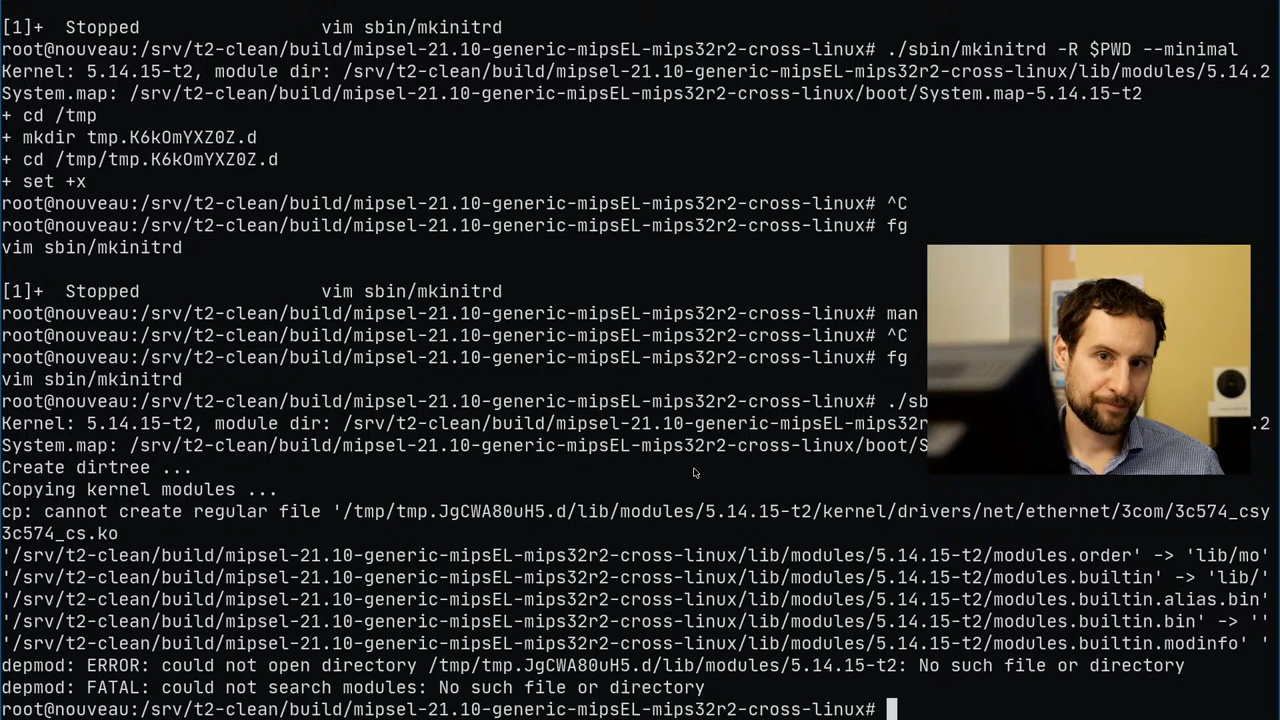 [1]+  Stopped                 vim sbin/mkinitrd
root@nouveau:/srv/t2-clean/build/mipsel-21.10-generic-mipsEL-mips32r2-cross-linux# ./sbin/mkinitrd -R $PWD --minimal
Kernel: 5.14.15-t2, module dir: /srv/t2-clean/build/mipsel-21.10-generic-mipsEL-mips32r2-cross-linux/lib/modules/5.14.2
System.map: /srv/t2-clean/build/mipsel-21.10-generic-mipsEL-mips32r2-cross-linux/boot/System.map-5.14.15-t2
+ cd /tmp
+ mkdir tmp.K6kOmYXZ0Z.d
+ cd /tmp/tmp.K6kOmYXZ0Z.d
+ set +x
root@nouveau:/srv/t2-clean/build/mipsel-21.10-generic-mipsEL-mips32r2-cross-linux# ^C
root@nouveau:/srv/t2-clean/build/mipsel-21.10-generic-mipsEL-mips32r2-cross-linux# fg
vim sbin/mkinitrd
[1]+  Stopped                 vim sbin/mkinitrd
root@nouveau:/srv/t2-clean/build/mipsel-21.10-generic-mipsEL-mips32r2-cross-linux# man
root@nouveau:/srv/t2-clean/build/mipsel-21.10-generic-mipsEL-mips32r2-cross-linux# ^C
root@nouveau:/srv/t2-clean/build/mipsel-21.10-generic-mipsEL-mips32r2-cross-linux# fg
vim sbin/mkinitrd
root@nouveau:/srv/t2-clean/build/mipsel-21.10-generic-mipsEL-mips32r2-cross-linux# ./sb
Kernel: 5.14.15-t2, module dir: /srv/t2-clean/build/mipsel-21.10-generic-mipsEL-mips32r .2
System.map: /srv/t2-clean/build/mipsel-21.10-generic-mipsEL-mips32r2-cross-linux/boot/S
Create dirtree ...
Copying kernel modules ...
cp: cannot create regular file '/tmp/tmp.JgCWA80uH5.d/lib/modules/5.14.15-t2/kernel/drivers/net/ethernet/3com/3c574_csy
3c574_cs.ko
'/srv/t2-clean/build/mipsel-21.10-generic-mipsEL-mips32r2-cross-linux/lib/modules/5.14.15-t2/modules.order' -> 'lib/mo'
'/srv/t2-clean/build/mipsel-21.10-generic-mipsEL-mips32r2-cross-linux/lib/modules/5.14.15-t2/modules.builtin' -> 'lib/'
'/srv/t2-clean/build/mipsel-21.10-generic-mipsEL-mips32r2-cross-linux/lib/modules/5.14.15-t2/modules.builtin.alias.bin'
'/srv/t2-clean/build/mipsel-21.10-generic-mipsEL-mips32r2-cross-linux/lib/modules/5.14.15-t2/modules.builtin.bin' -> ''
'/srv/t2-clean/build/mipsel-21.10-generic-mipsEL-mips32r2-cross-linux/lib/modules/5.14.15-t2/modules.builtin.modinfo' '
depmod: ERROR: could not open directory /tmp/tmp.JgCWA80uH5.d/lib/modules/5.14.15-t2: No such file or directory
depmod: FATAL: could not search modules: No such file or directory
root@nouveau:/srv/t2-clean/build/mipsel-21.10-generic-mipsEL-mips32r2-cross-linux#